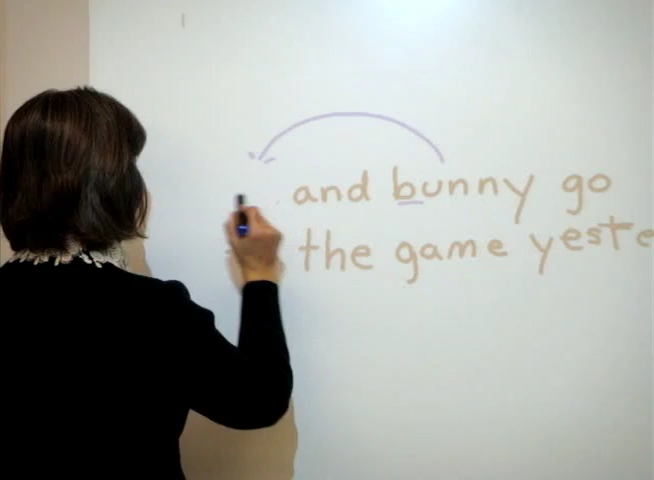 and bunny go
the game yeste